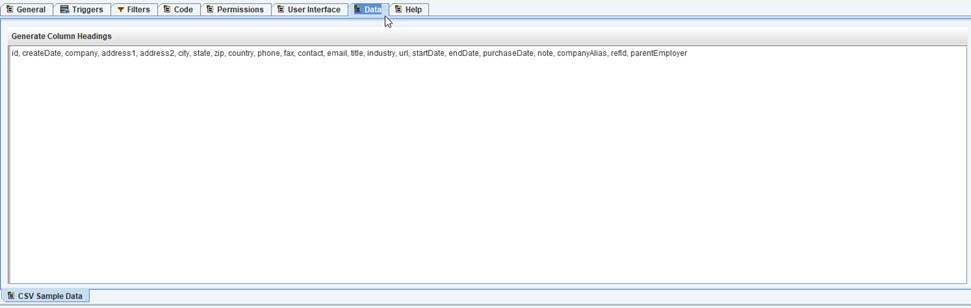 General Triggers Filters Code Permissions User Interface Data Help
Generate Column Headings
id, createDate, company, address1, address2, city, state, zip, country, phone, fax, contact, email, title, industry, url, startDate, endDate, purchaseDate, note, companyAlias, refId, parentEmployer
CSV Sample Data